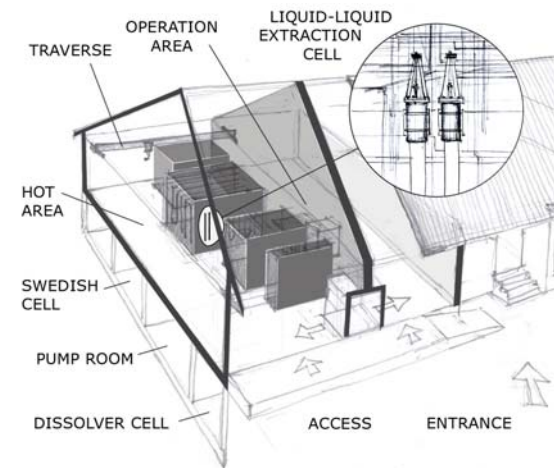 OPERATION
AREA
LIQUID-LIQUID
EXTRACTION
CELL
TRAVERSE
HOT
AREA
SWEDISH
CELL
PUMP ROOM
DISSOLVER CELL
ACCESS
ENTRANCE